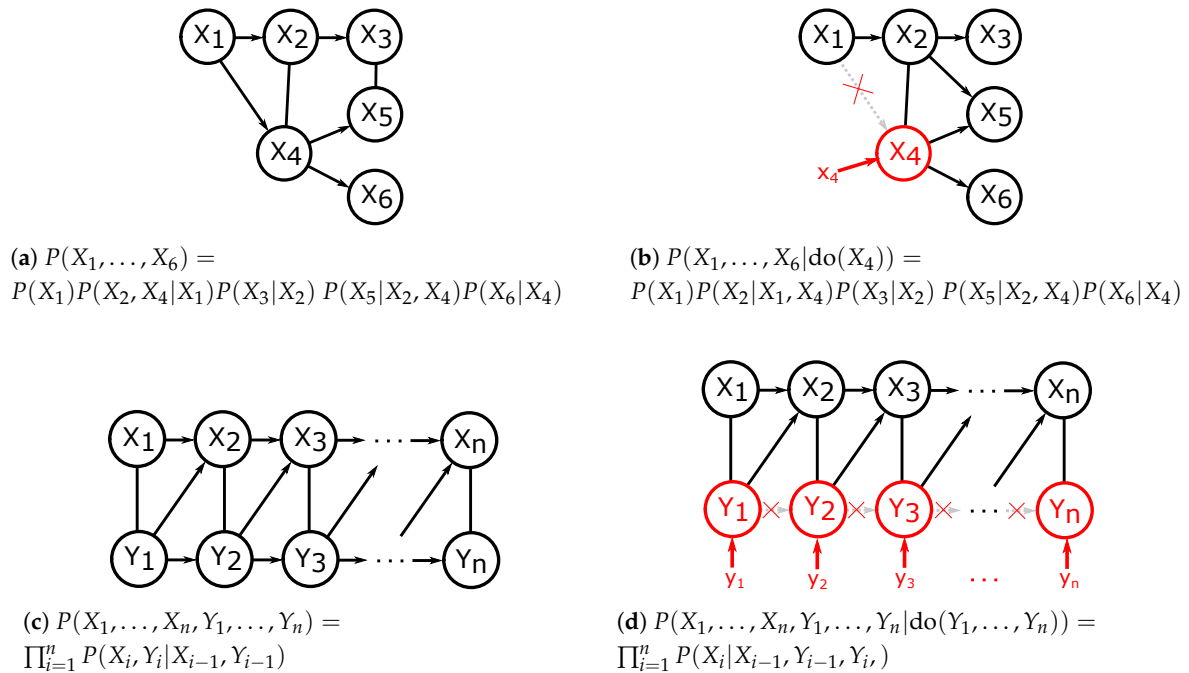 X1 X2 X3
X5
X4
X6
(a) P(X1, . . . , X6) =
P(X1)P(X2, X4|X1)P(X3|X2) P(X5|X2, X4)P(X6|X4)
X1 X2 X3
X5
X4
x4
X6
(b) P(X1, . . . , X6|do(X4)) =
P(X1)P(X2|X1, X4)P(X3|X2) P(X5|X2, X4)P(X6|X4)
X1 X2 X3 · · · Xn
Y1 Y2 Y3 · · · Yn
(c) P(X1, . . . , Xn, Y1, . . . , Yn) =
∏ⁿi=1 P(Xi, Yi|Xi−1, Yi−1)
X1 X2 X3 · · · Xn
Y1 Y2 Y3 · · · Yn
y1 y2 y3 · · · yn
(d) P(X1, . . . , Xn, Y1, . . . , Yn|do(Y1, . . . , Yn)) =
∏ⁿi=1 P(Xi|Xi−1, Yi−1, Yi, )